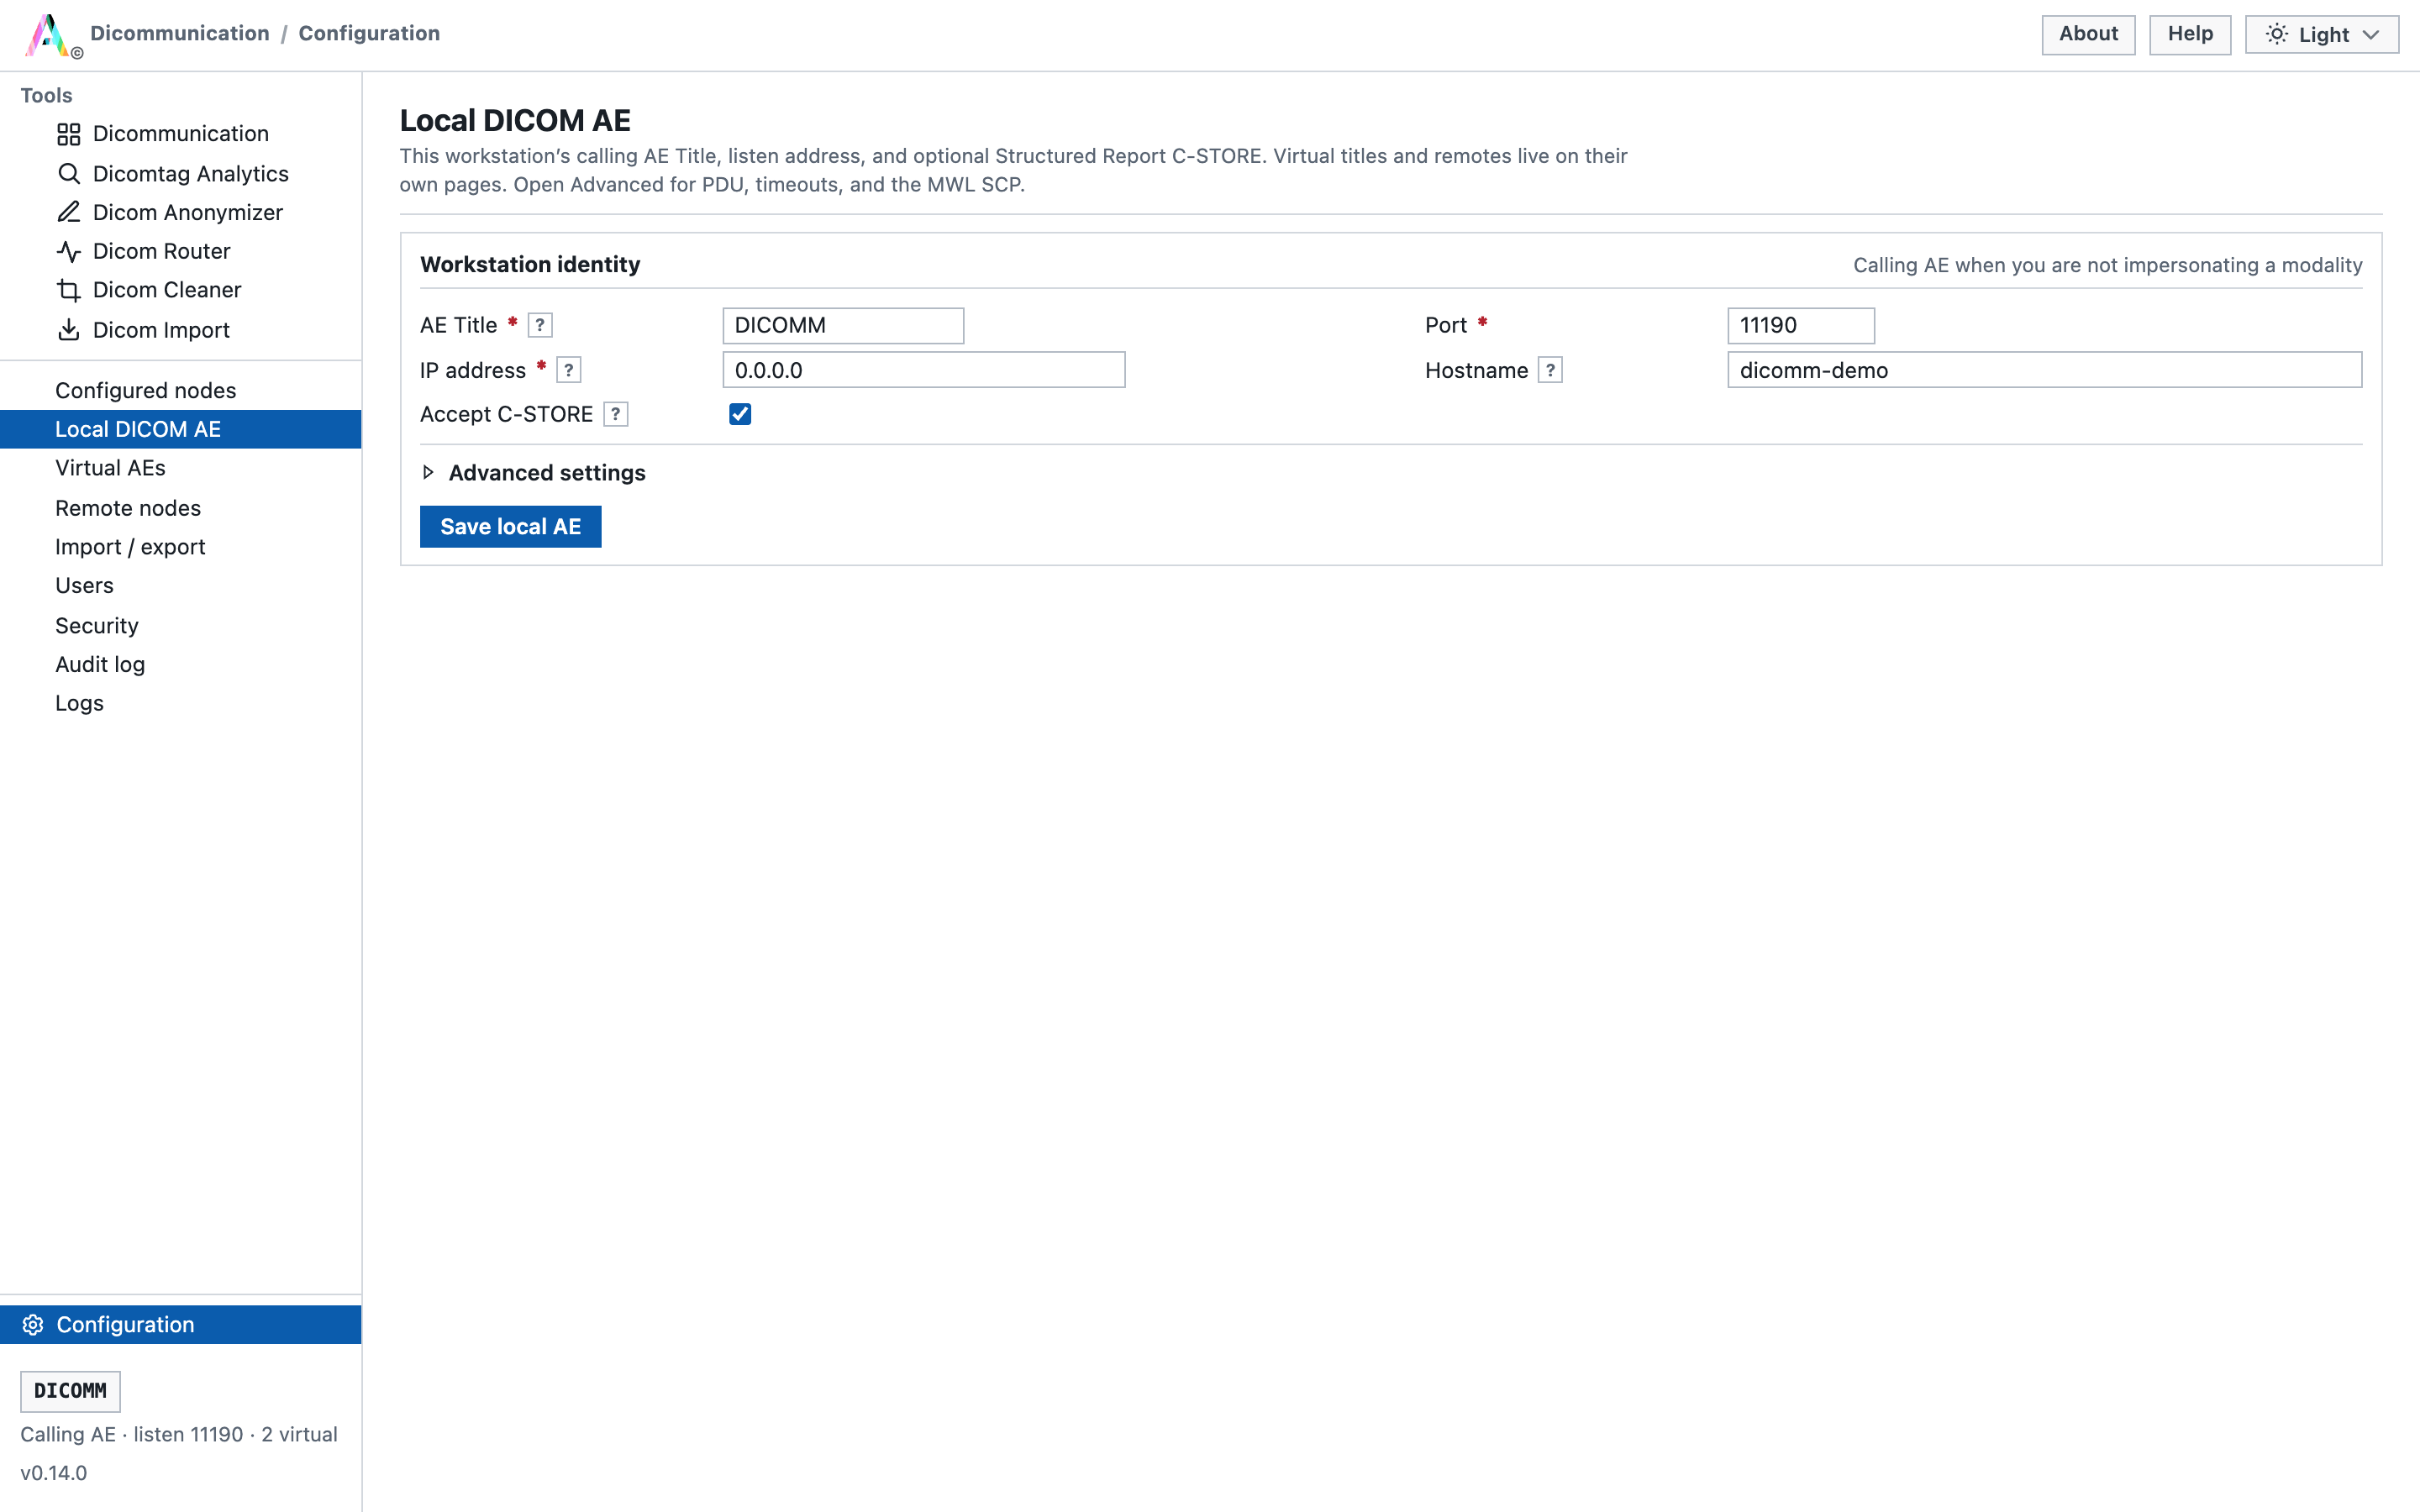 Dicommunication / Configuration
About
Help
Light
Tools
Dicommunication
Dicomtag Analytics
Dicom Anonymizer
Dicom Router
Dicom Cleaner
Dicom Import
Configured nodes
Local DICOM AE
Virtual AEs
Remote nodes
Import / export
Users
Security
Audit log
Logs
Configuration
DICOMM
Calling AE · listen 11190 · 2 virtual
v0.14.0
Local DICOM AE
This workstation’s calling AE Title, listen address, and optional Structured Report C-STORE. Virtual titles and remotes live on their
own pages. Open Advanced for PDU, timeouts, and the MWL SCP.
Workstation identity
Calling AE when you are not impersonating a modality
AE Title * ? DICOMM
Port * 11190
IP address * ? 0.0.0.0
Hostname ? dicomm-demo
Accept C-STORE ?
Advanced settings
Save local AE